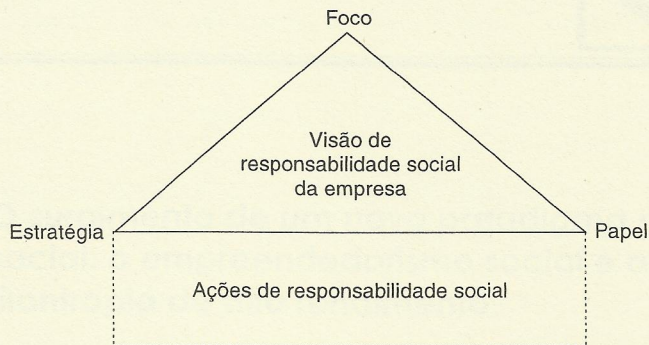 Foco
Visão de
responsabilidade social
da empresa
Estratégia
Papel
Ações de responsabilidade social